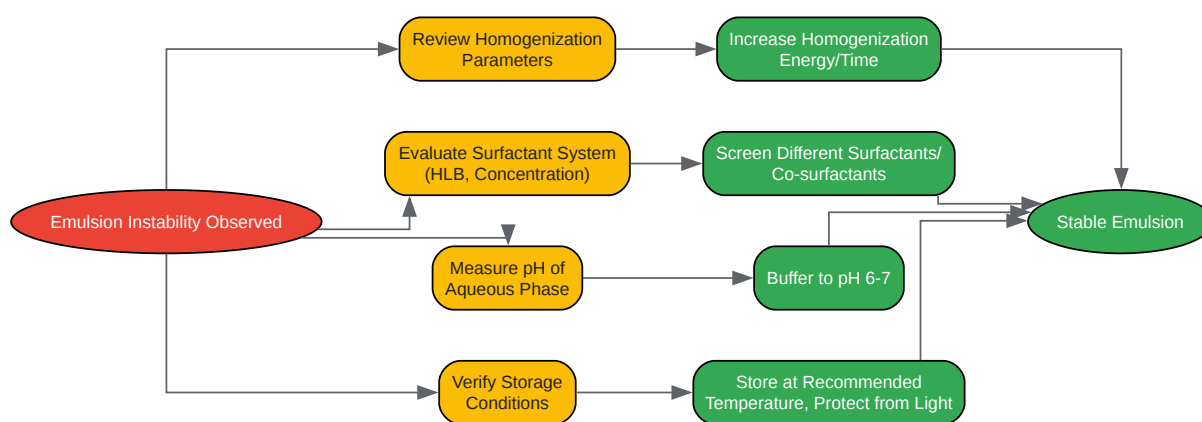 Review Homogenization
Parameters
Increase Homogenization
Energy/Time
Evaluate Surfactant System
(HLB, Concentration)
Screen Different Surfactants/
Co-surfactants
Emulsion Instability Observed
Stable Emulsion
Measure pH of
Aqueous Phase
Buffer to pH 6-7
Verify Storage
Conditions
Store at Recommended
Temperature, Protect from Light